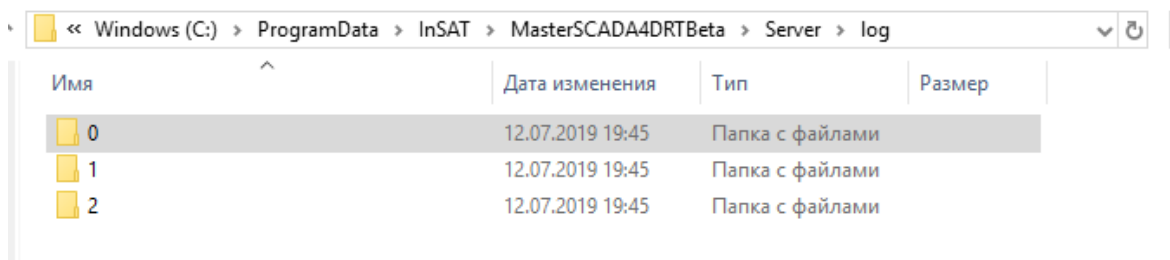 « Windows (C:) › ProgramData › InSAT › MasterSCADA4DRTBeta › Server › log
Имя Дата изменения Тип Размер
0 12.07.2019 19:45 Папка с файлами
1 12.07.2019 19:45 Папка с файлами
2 12.07.2019 19:45 Папка с файлами